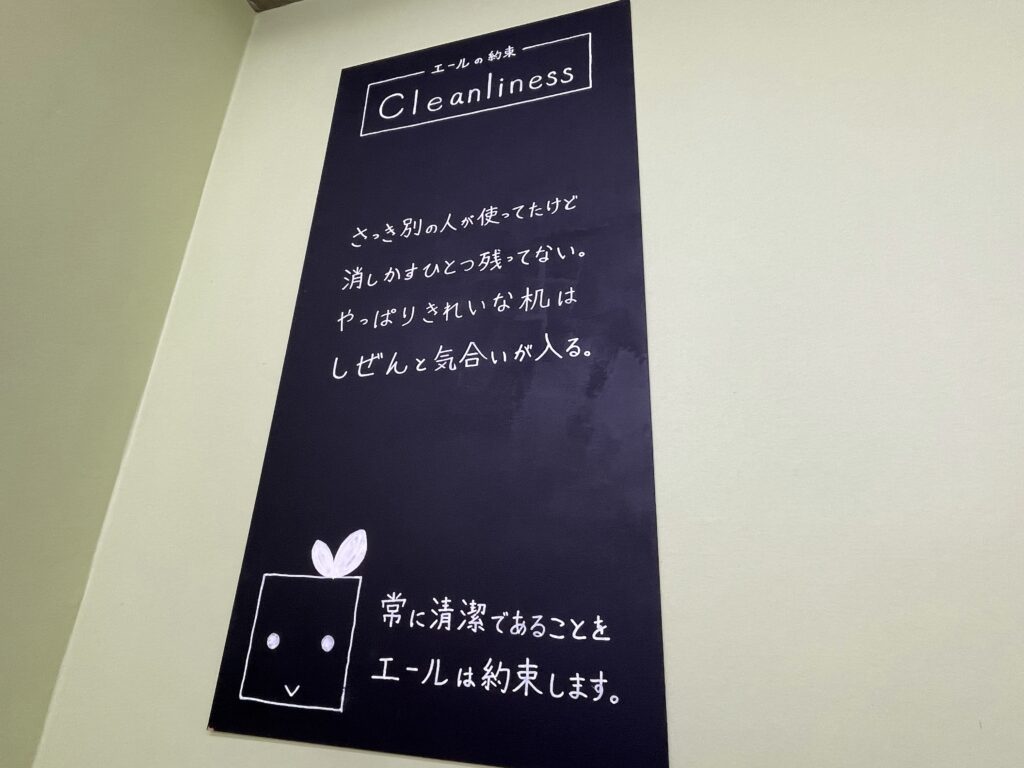 エールの約束
Cleanliness
さっき別の人が使ってたけど
消しかすひとつ残ってない。
やっぱりきれいな机は
しぜんと気合いが入る。
常に清潔であることを
エールは約束します。